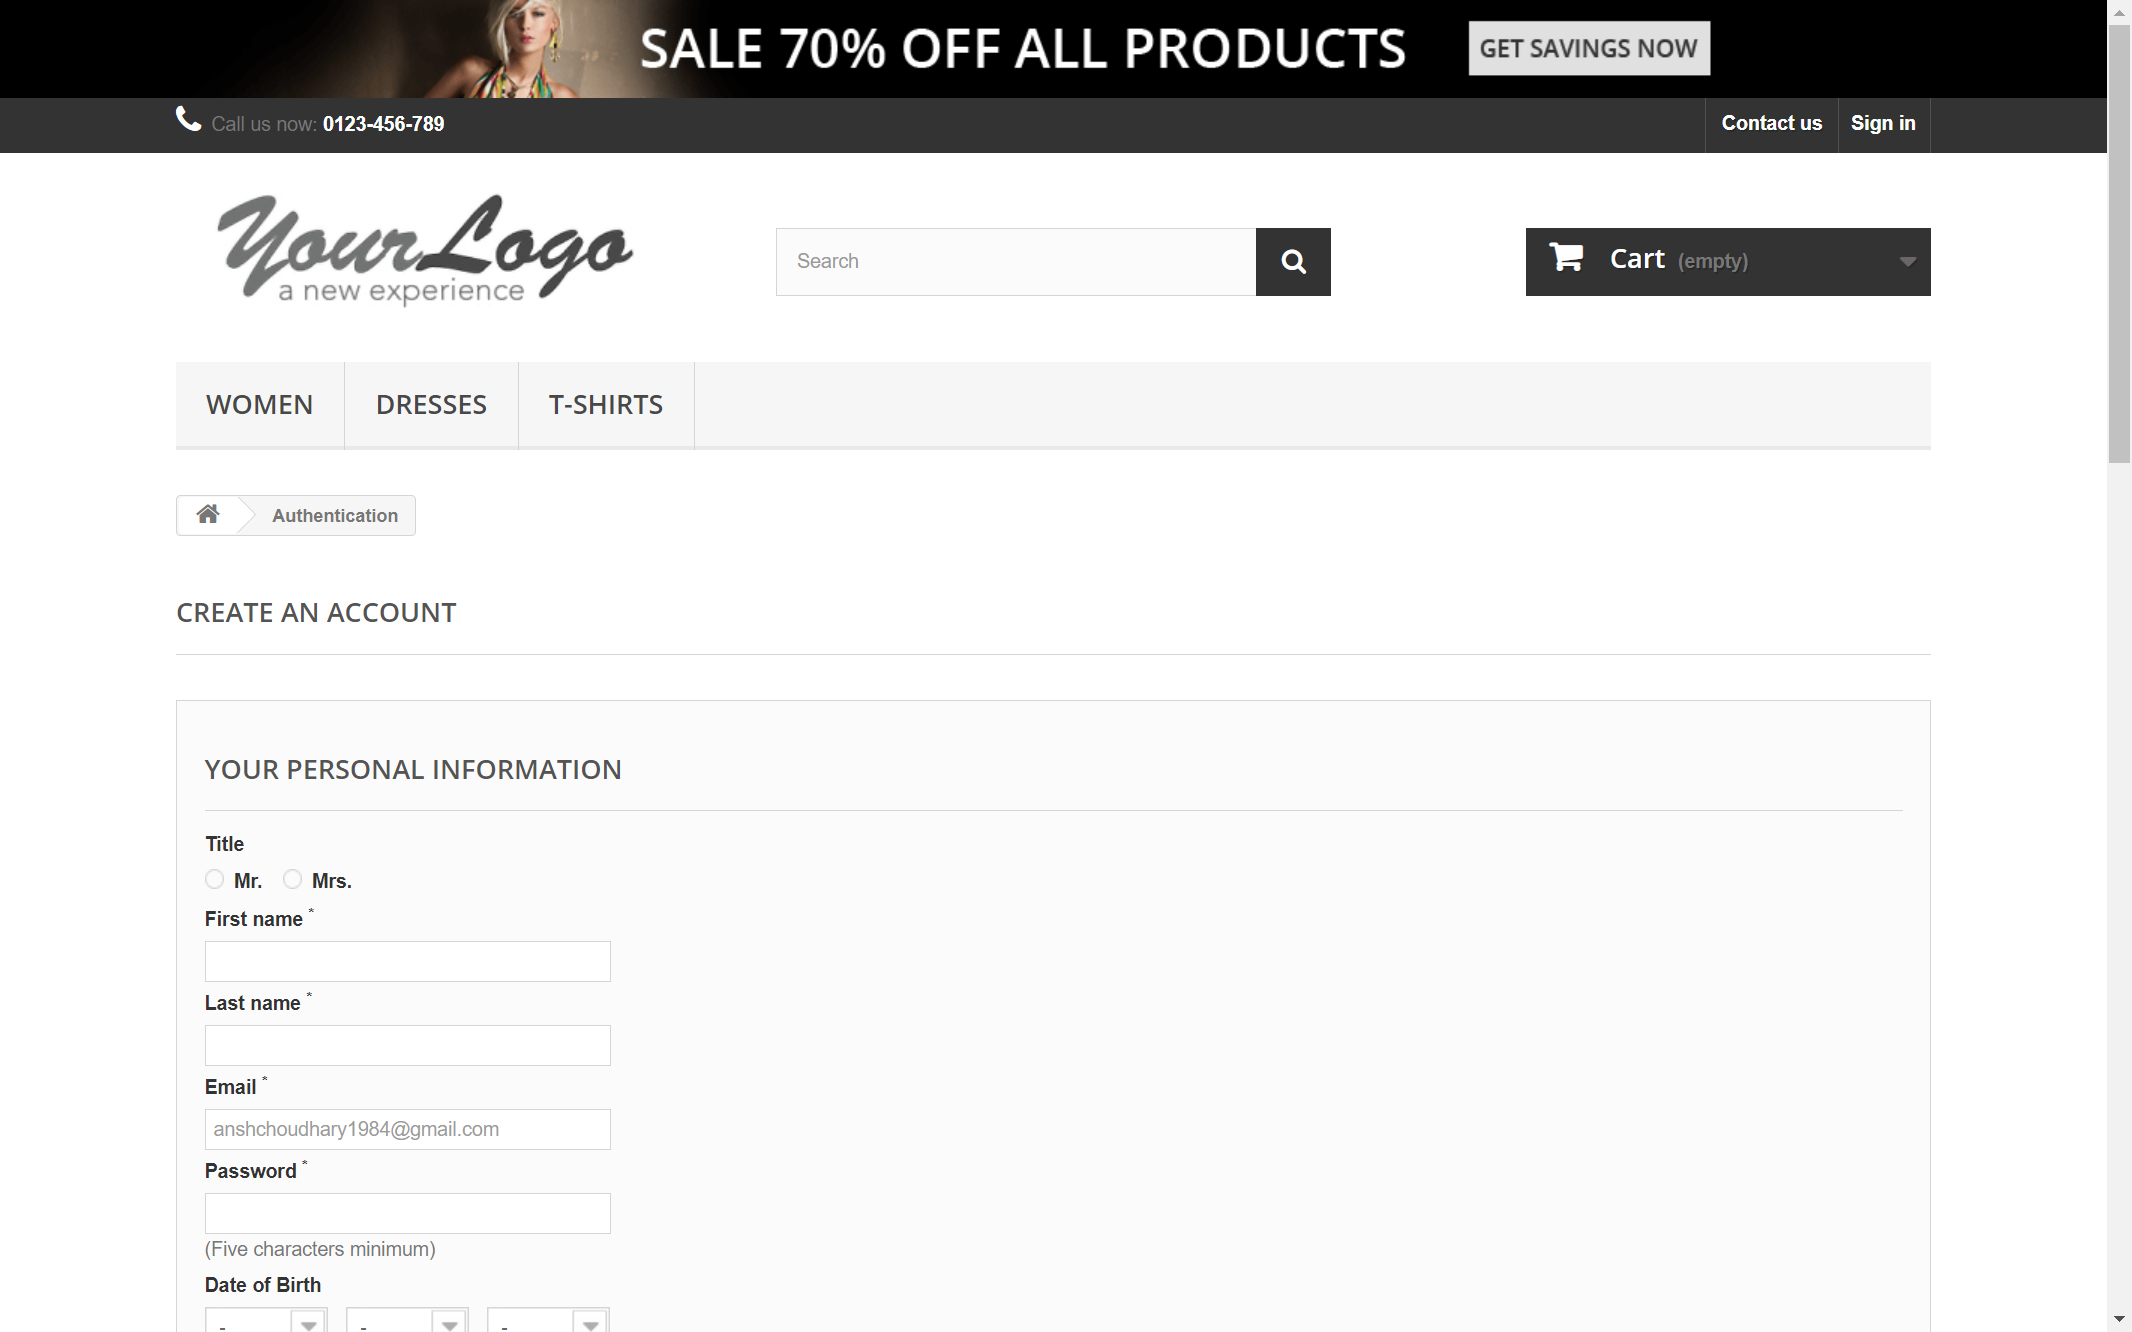 SALE 70% OFF ALL PRODUCTS GET SAVINGS NOW
Call us now: 0123-456-789 Contact us Sign in
YourLogo
a new experience
Search
Cart (empty)
WOMEN DRESSES T-SHIRTS
Authentication
CREATE AN ACCOUNT
YOUR PERSONAL INFORMATION
Title
Mr. Mrs.
First name *
Last name *
Email *
anshchoudhary1984@gmail.com
Password *
(Five characters minimum)
Date of Birth
- - -